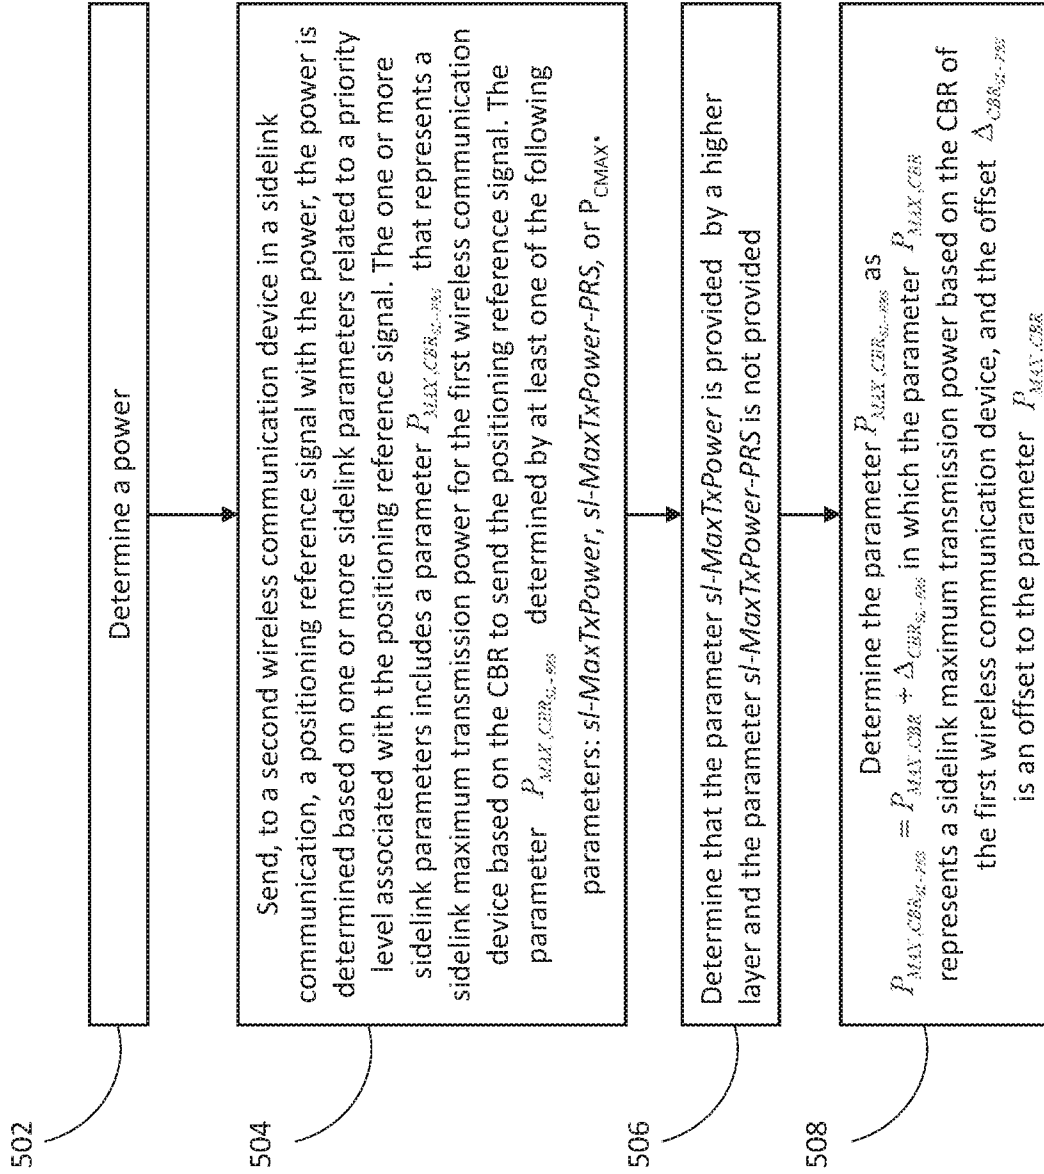 502
Determine a power
504
Send, to a second wireless communication device in a sidelink
communication, a positioning reference signal with the power, the power is
determined based on one or more sidelink parameters related to a priority
level associated with the positioning reference signal. The one or more
sidelink parameters includes a parameter P_MAX,CBR_SL-PRS that represents a
sidelink maximum transmission power for the first wireless communication
device based on the CBR to send the positioning reference signal. The
parameter P_MAX,CBR_SL-PRS determined by at least one of the following
parameters: sl-MaxTxPower, sl-MaxTxPower-PRS, or P_CMAX.
506
Determine that the parameter sl-MaxTxPower is provided by a higher
layer and the parameter sl-MaxTxPower-PRS is not provided
508
Determine the parameter P_MAX,CBR_SL-PRS as
P_MAX,CBR_SL-PRS = P_MAX,CBR + Δ_CBR_SL-PRS in which the parameter P_MAX,CBR
represents a sidelink maximum transmission power based on the CBR of
the first wireless communication device, and the offset Δ_CBR_SL-PRS
is an offset to the parameter P_MAX,CBR